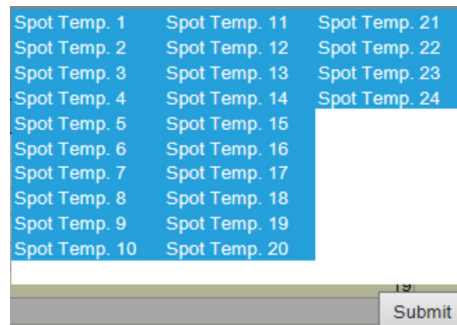 Spot Temp. 1
Spot Temp. 2
Spot Temp. 3
Spot Temp. 4
Spot Temp. 5
Spot Temp. 6
Spot Temp. 7
Spot Temp. 8
Spot Temp. 9
Spot Temp. 10
Spot Temp. 11
Spot Temp. 12
Spot Temp. 13
Spot Temp. 14
Spot Temp. 15
Spot Temp. 16
Spot Temp. 17
Spot Temp. 18
Spot Temp. 19
Spot Temp. 20
Spot Temp. 21
Spot Temp. 22
Spot Temp. 23
Spot Temp. 24
Submit